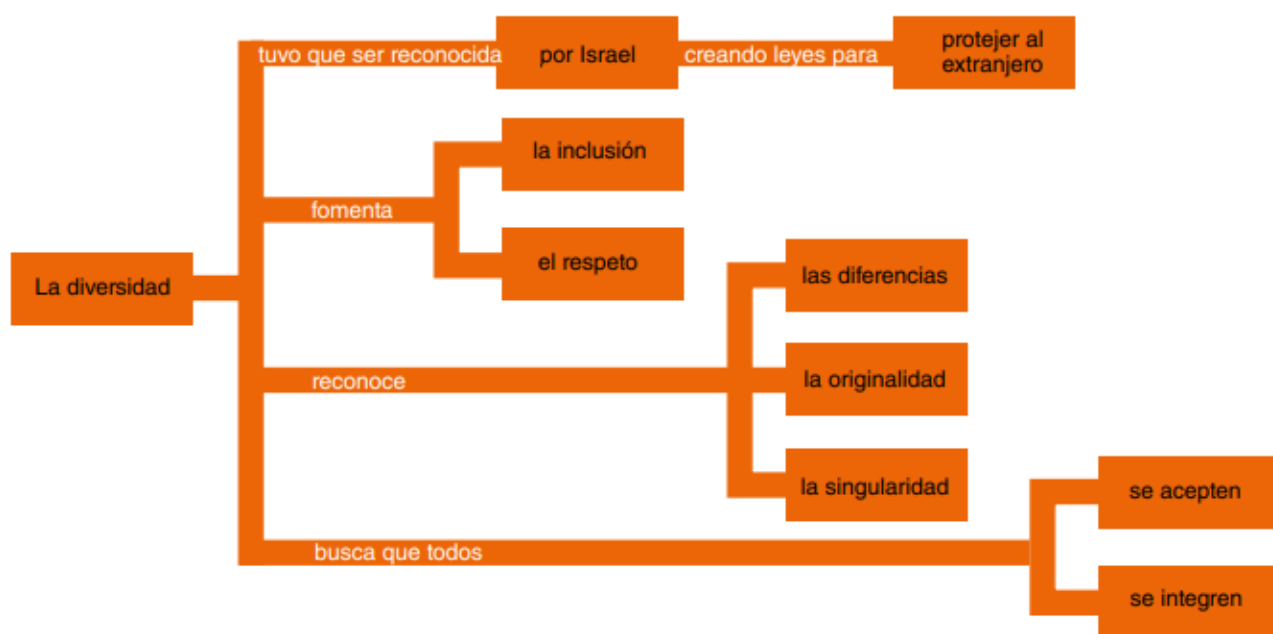 La diversidad
tuvo que ser reconocida
por Israel
creando leyes para
protejer al
extranjero
fomenta
la inclusión
el respeto
reconoce
las diferencias
la originalidad
la singularidad
busca que todos
se acepten
se integren